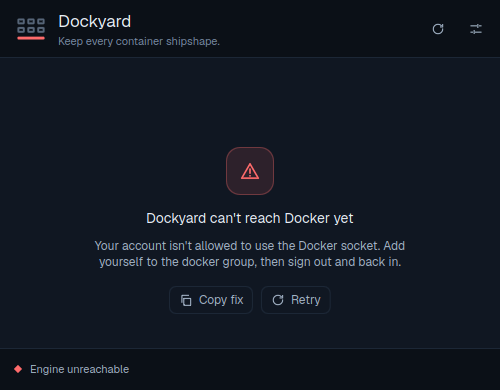 Dockyard
Keep every container shipshape.
Dockyard can't reach Docker yet
Your account isn't allowed to use the Docker socket. Add
yourself to the docker group, then sign out and back in.
Copy fix
Retry
Engine unreachable